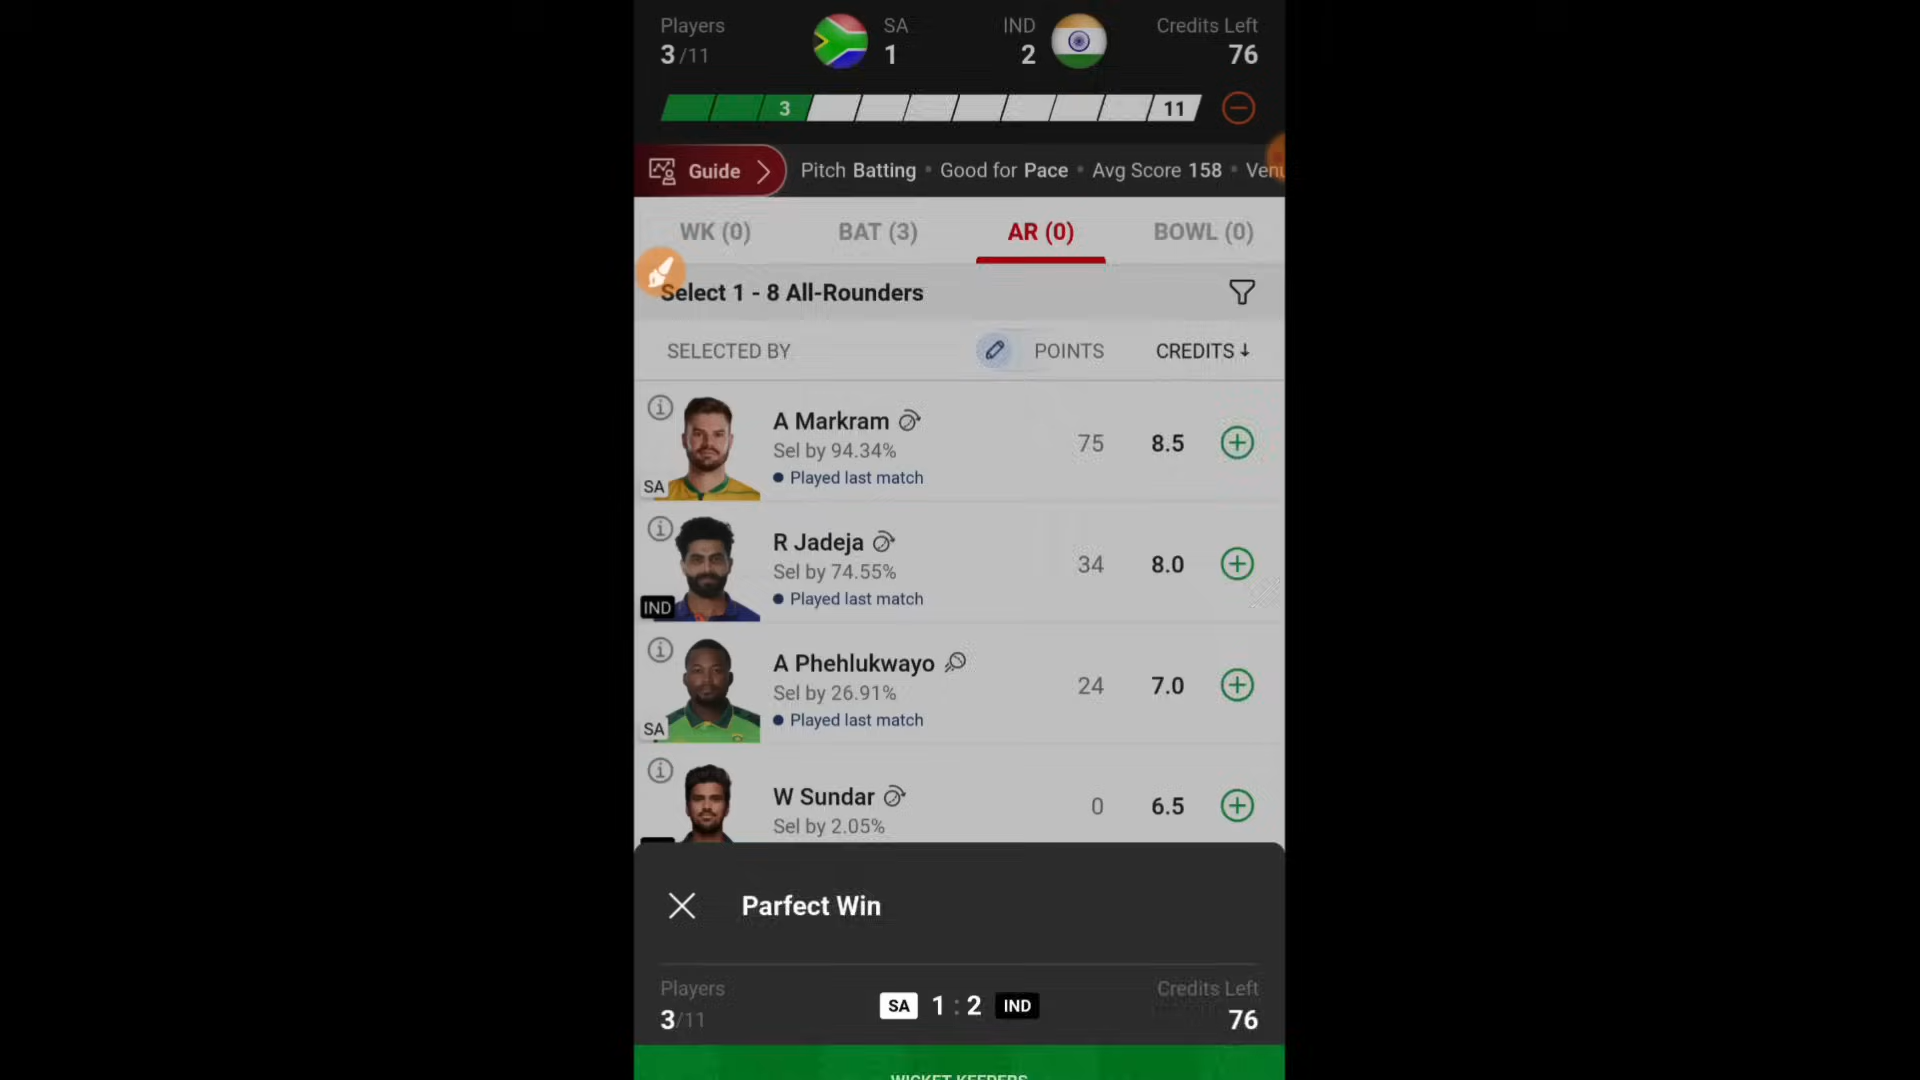 Players SA IND Credits Left
3/11 1 2 76
3 11
Guide Pitch Batting • Good for Pace • Avg Score 158 •
WK (0) BAT (3) AR (0) BOWL (0)
Select 1 - 8 All-Rounders
SELECTED BY POINTS CREDITS↓
A Markram
Sel by 94.34% 75 8.5
Played last match
SA
R Jadeja
Sel by 74.55% 34 8.0
Played last match
IND
A Phehlukwayo
Sel by 26.91% 24 7.0
Played last match
SA
W Sundar
Sel by 2.05% 0 6.5
Parfect Win
Players Credits Left
3/11 SA 1 : 2 IND 76
WICKET-KEEPERS